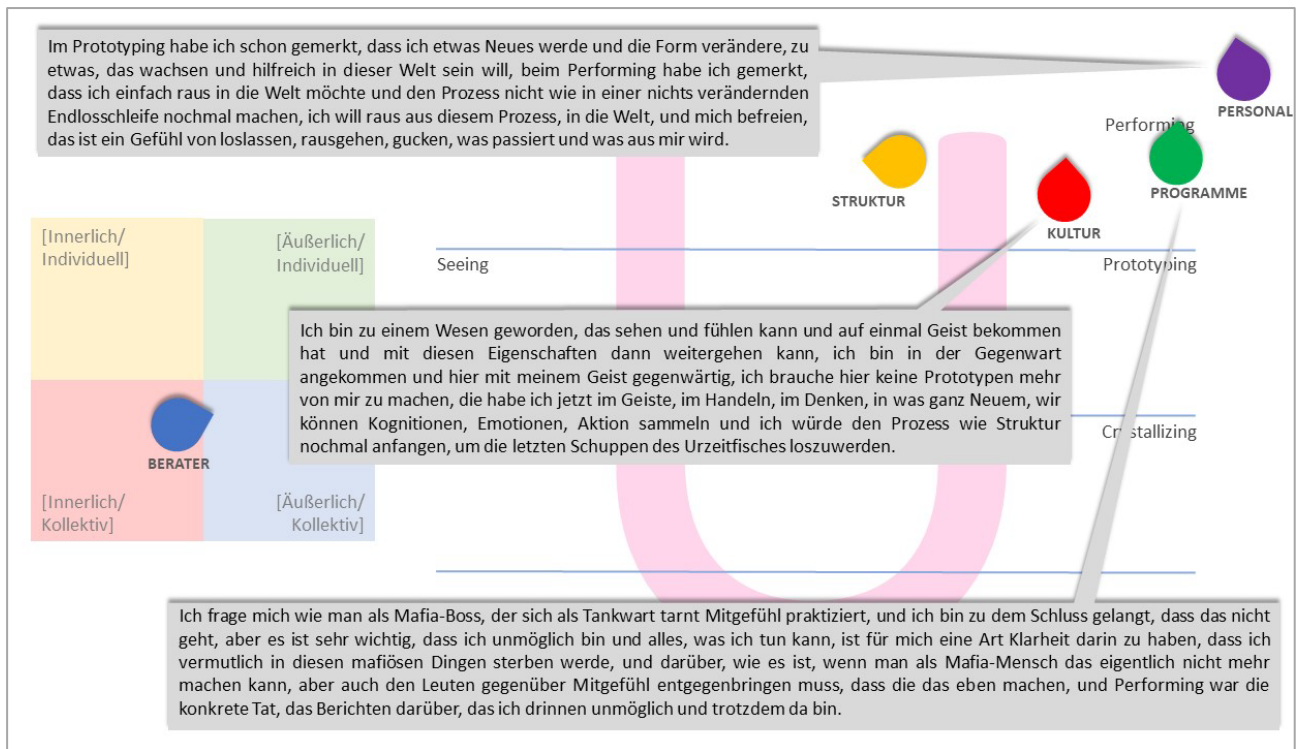 Im Prototyping habe ich schon gemerkt, dass ich etwas Neues werde und die Form verändere, zu
etwas, das wachsen und hilfreich in dieser Welt sein will, beim Performing habe ich gemerkt,
dass ich einfach raus in die Welt möchte und den Prozess nicht wie in einer nichts verändernden
Endlosschleife nochmal machen, ich will raus aus diesem Prozess, in die Welt, und mich befreien,
das ist ein Gefühl von loslassen, rausgehen, gucken, was passiert und was aus mir wird.
PERSONAL
Performing
STRUKTUR
PROGRAMME
KULTUR
[Innerlich/
Individuell]
[Äußerlich/
Individuell]
Seeing
Prototyping
Ich bin zu einem Wesen geworden, das sehen und fühlen kann und auf einmal Geist bekommen
hat und mit diesen Eigenschaften dann weitergehen kann, ich bin in der Gegenwart
angekommen und hier mit meinem Geist gegenwärtig, ich brauche hier keine Prototypen mehr
von mir zu machen, die habe ich jetzt im Geiste, im Handeln, im Denken, in was ganz Neuem, wir
können Kognitionen, Emotionen, Aktion sammeln und ich würde den Prozess wie Struktur
nochmal anfangen, um die letzten Schuppen des Urzeitfisches loszuwerden.
Crystallizing
BERATER
[Innerlich/
Kollektiv]
[Äußerlich/
Kollektiv]
Ich frage mich wie man als Mafia-Boss, der sich als Tankwart tarnt Mitgefühl praktiziert, und ich bin zu dem Schluss gelangt, dass das nicht
geht, aber es ist sehr wichtig, dass ich unmöglich bin und alles, was ich tun kann, ist für mich eine Art Klarheit darin zu haben, dass ich
vermutlich in diesen mafiösen Dingen sterben werde, und darüber, wie es ist, wenn man als Mafia-Mensch das eigentlich nicht mehr
machen kann, aber auch den Leuten gegenüber Mitgefühl entgegenbringen muss, dass die das eben machen, und Performing war die
konkrete Tat, das Berichten darüber, das ich drinnen unmöglich und trotzdem da bin.